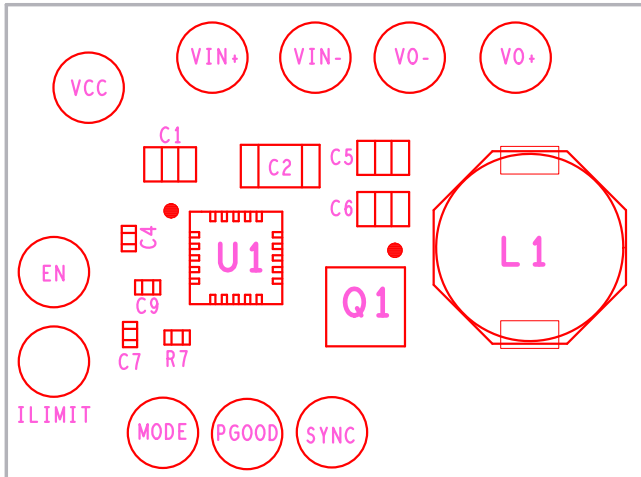 VIN+ VIN- VO- VO+
VCC
C1
C2
C5
C6
C4
U1
L1
EN
C9
Q1
C7
R7
ILIMIT
MODE PGOOD SYNC